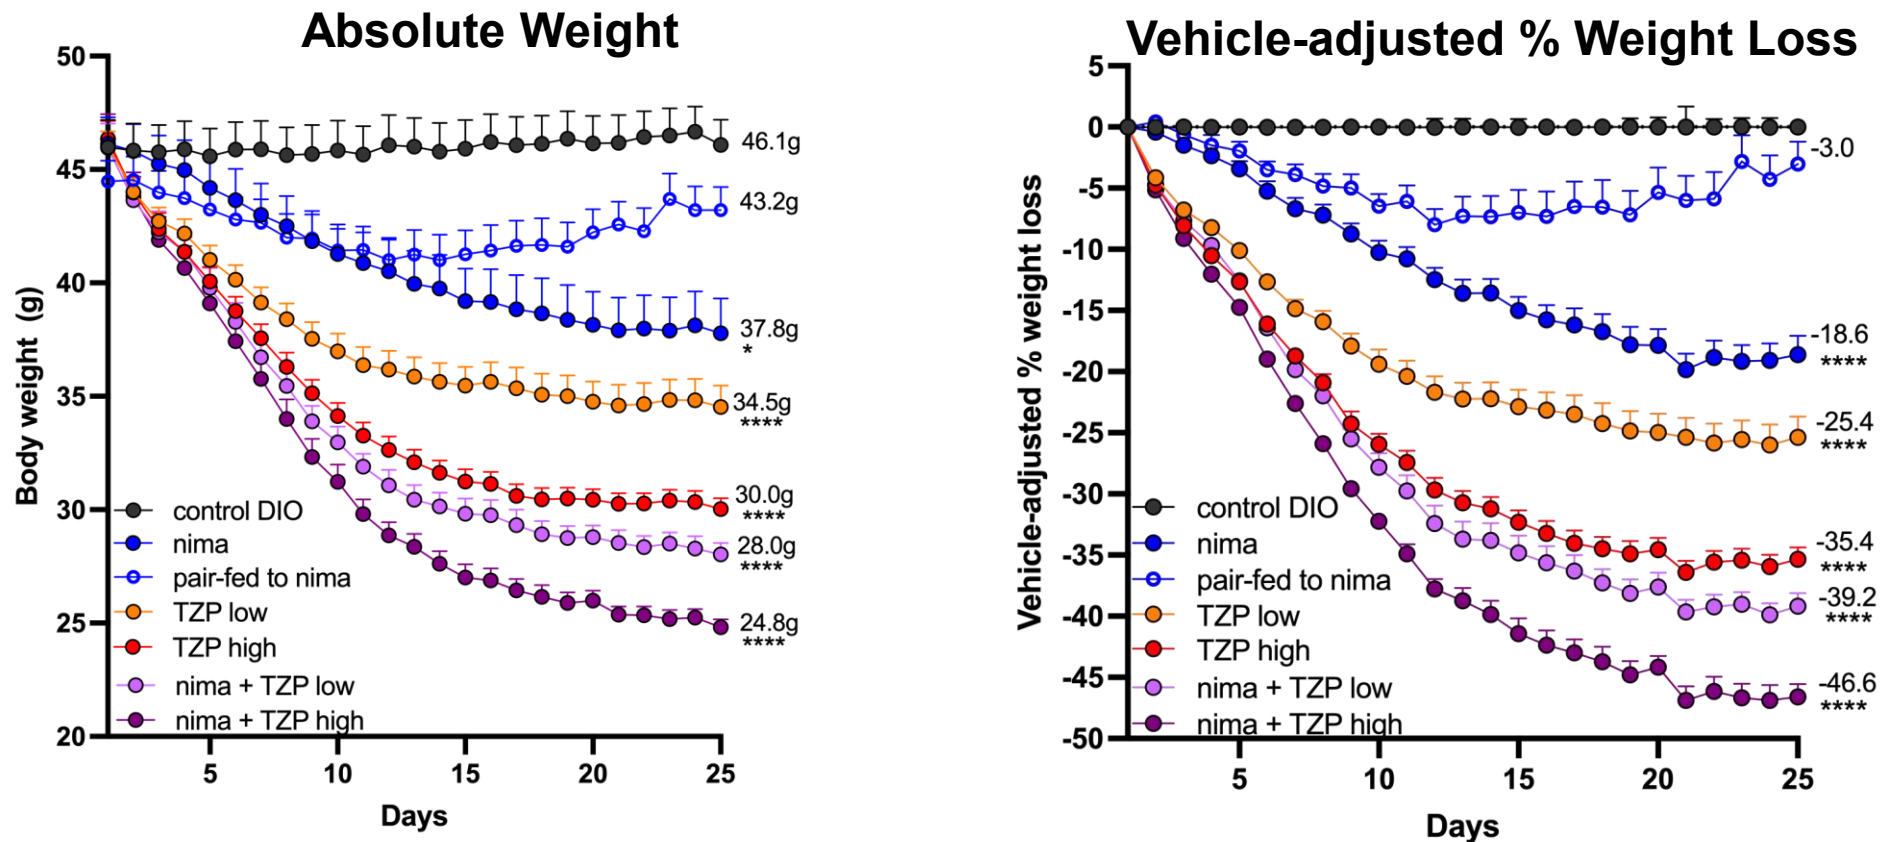 Absolute Weight
50
45
40
35
30
25
20
Body weight (g)
46.1g
43.2g
37.8g
*
34.5g
****
30.0g
****
28.0g
****
24.8g
****
control DIO
nima
pair-fed to nima
TZP low
TZP high
nima + TZP low
nima + TZP high
5 10 15 20 25
Days
Vehicle-adjusted % Weight Loss
5
0
-5
-10
-15
-20
-25
-30
-35
-40
-45
-50
Vehicle-adjusted % weight loss
-3.0
-18.6
****
-25.4
****
-35.4
****
-39.2
****
-46.6
****
control DIO
nima
pair-fed to nima
TZP low
TZP high
nima + TZP low
nima + TZP high
5 10 15 20 25
Days